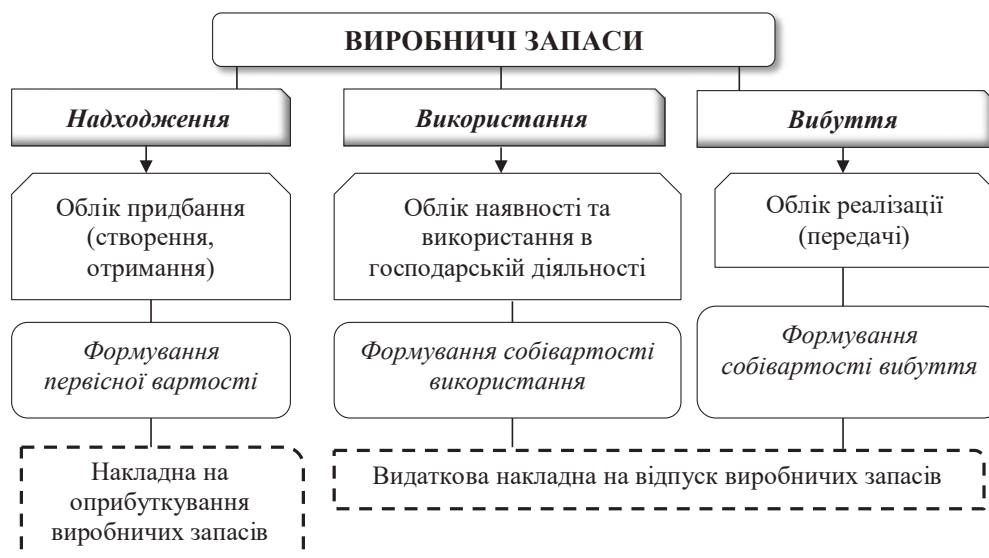 ВИРОБНИЧІ ЗАПАСИ
Надходження
Використання
Вибуття
Облік придбання
(створення,
отримання)
Облік наявності та
використання в
господарській діяльності
Облік реалізації
(передачі)
Формування
первісної вартості
Формування собівартості
використання
Формування
собівартості вибуття
Накладна на
оприбуткування
виробничих запасів
Видаткова накладна на відпуск виробничих запасів